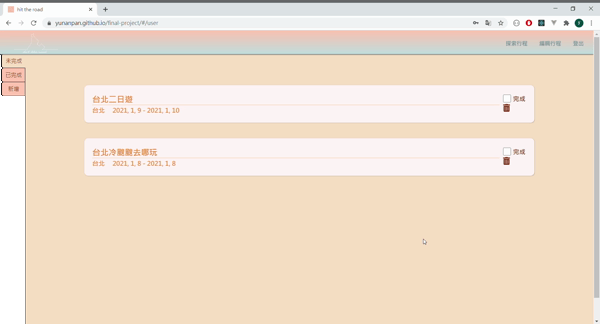 hit the road
yunanpan.github.io/final-project/#/user
探索行程 編輯行程 登出
未完成
已完成
新增
台北二日遊
台北 2021, 1, 9 - 2021, 1, 10
完成
台北冷颼颼去哪玩
台北 2021, 1, 8 - 2021, 1, 8
完成